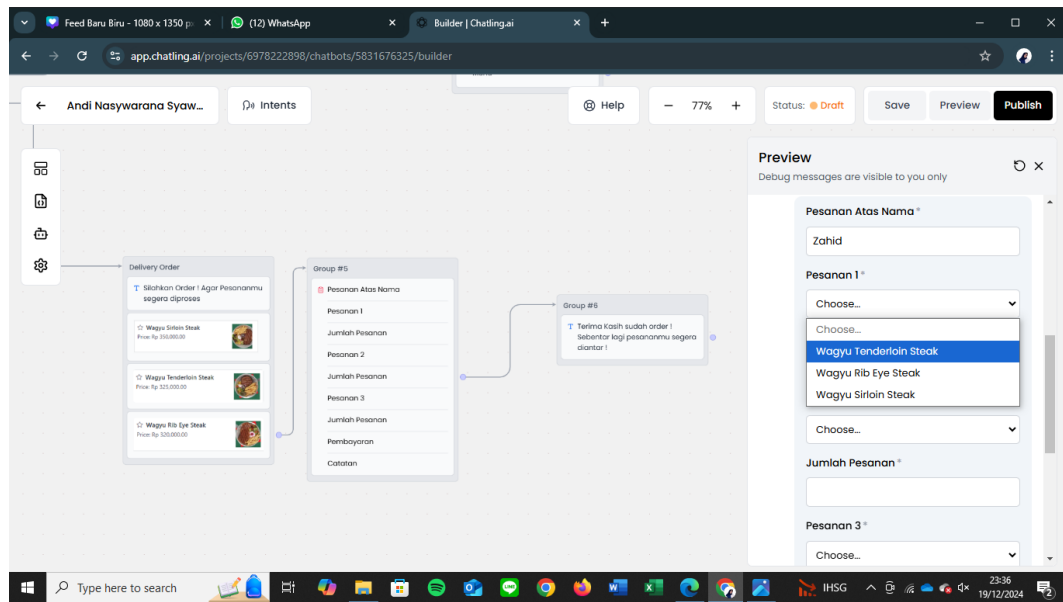 Feed Baru Biru - 1080 x 1350 p
(12) WhatsApp
Builder | Chatling.ai
app.chatling.ai/projects/6978222898/chatbots/5831676325/builder
Andi Nasywarana Syaw...
Intents
Help
77%
Status: Draft
Save
Preview
Publish
Delivery Order
Silahkan Order ! Agar Pesananmu
segera diproses
Wagyu Sirloin Steak
Price: Rp 350,000.00
Wagyu Tenderloin Steak
Price: Rp 325,000.00
Wagyu Rib Eye Steak
Price: Rp 320,000.00
Group #5
Pesanan Atas Nama
Pesanan 1
Jumlah Pesanan
Pesanan 2
Jumlah Pesanan
Pesanan 3
Jumlah Pesanan
Pembayaran
Catatan
Group #6
Terima Kasih sudah order !
Sebentar lagi pesananmu segera
diantar !
Preview
Debug messages are visible to you only
Pesanan Atas Nama *
Zahid
Pesanan 1 *
Choose...
Choose...
Wagyu Tenderloin Steak
Wagyu Rib Eye Steak
Wagyu Sirloin Steak
Choose...
Jumlah Pesanan *
Pesanan 3 *
Choose...
Type here to search
IHSG
23:36
19/12/2024